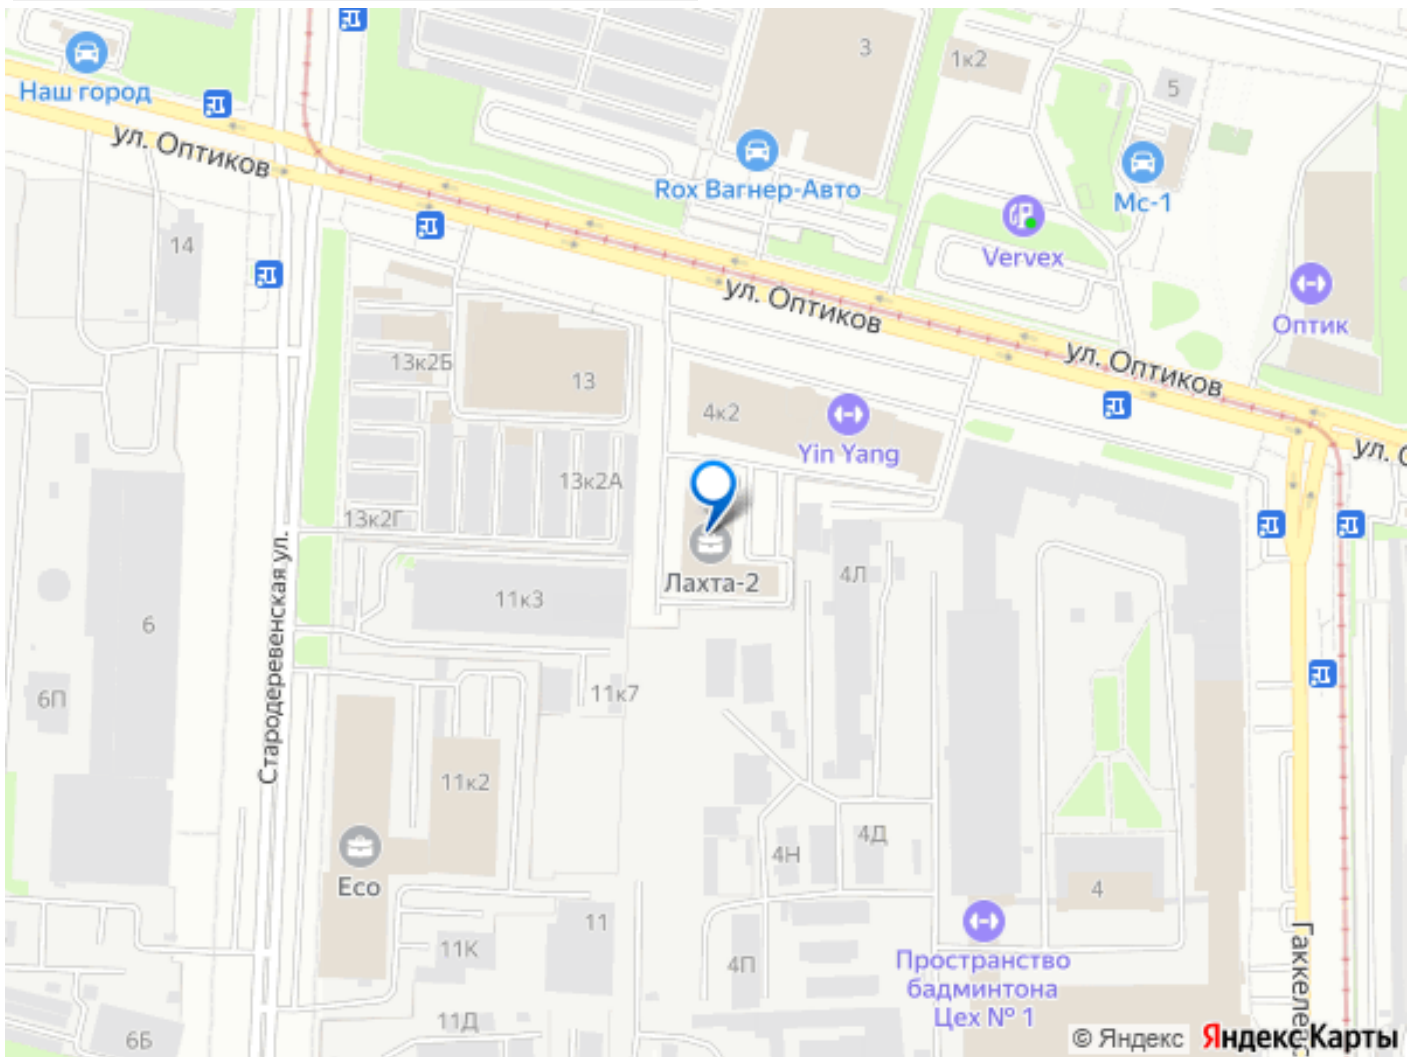 3
1к2
5
Наш город
ул. Оптиков
Rox Вагнер-Авто
Мс-1
Vervex
14
ул. Оптиков
Оптик
ул. Оптиков
13к2Б
13
4к2
Yin Yang
ул. О
13к2А
13к2Г
Лахта-2
4Л
11к3
Стародеревенская ул.
6
6П
11к7
11к2
4Н
4Д
Eco
4
11
11К
4П
Пространство
бадминтона
Цех № 1
Гаккелев
11Д
6Б
© Яндекс Яндекс Карты